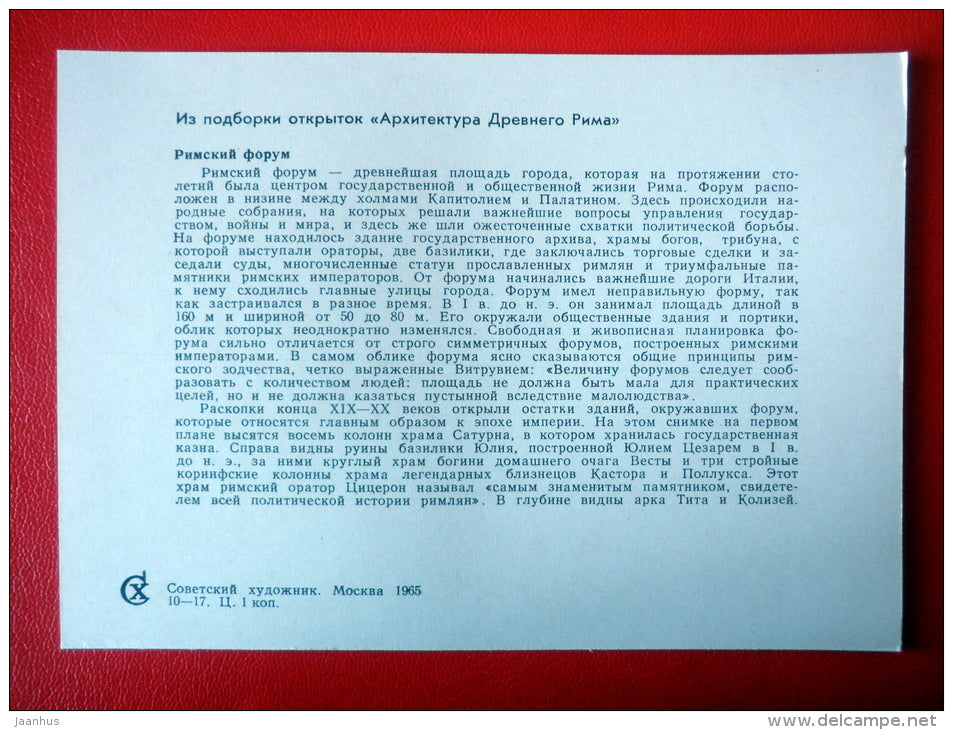 Из подборки открыток «Архитектура Древнего Рима»
Римский форум
Римский форум — древнейшая площадь города, которая на протяжении сто-
летий была центром государственной и общественной жизни Рима. Форум распо-
ложен в низине между холмами Капитолием и Палатином. Здесь происходили на-
родные собрания, на которых решали важнейшие вопросы управления государ-
ством, войны и мира, и здесь же шли ожесточенные схватки политической борьбы.
На форуме находилось здание государственного архива, храмы богов, трибуна, с
которой выступали ораторы, две базилики, где заключались торговые сделки и за-
седали суды, многочисленные статуи прославленных римлян и триумфальные па-
мятники римских императоров. От форума начинались важнейшие дороги Италии,
к нему сходились главные улицы города. Форум имел неправильную форму, так
как застраивался в разное время. В I в. до н. э. он занимал площадь длиной в
160 м и шириной от 50 до 80 м. Его окружали общественные здания и портики,
облик которых неоднократно изменялся. Свободная и живописная планировка фо-
рума сильно отличается от строго симметричных форумов, построенных римскими
императорами. В самом облике форума ясно сказываются общие принципы рим-
ского зодчества, четко выраженные Витрувием: «Величину форумов следует сооб-
разовать с количеством людей; площадь не должна быть мала для практических
целей, но и не должна казаться пустынной вследствие малолюдства».
Раскопки конца XIX—XX веков открыли остатки зданий, окружавших форум,
которые относятся главным образом к эпохе империи. На этом снимке на первом
плане высятся восемь колонн храма Сатурна, в котором хранилась государственная
казна. Справа видны руины базилики Юлия, построенной Юлием Цезарем в I в.
до н. э., за ними круглый храм богини домашнего очага Весты и три стройные
коринфские колонны храма легендарных близнецов Кастора и Поллукса. Этот
храм римский оратор Цицерон называл «самым знаменитым памятником, свидете-
лем всей политической истории римлян». В глубине видны арка Тита и Колизей.
Советский художник. Москва 1965
10—17. Ц. 1 коп.
jaanhus
www.delcampe.net